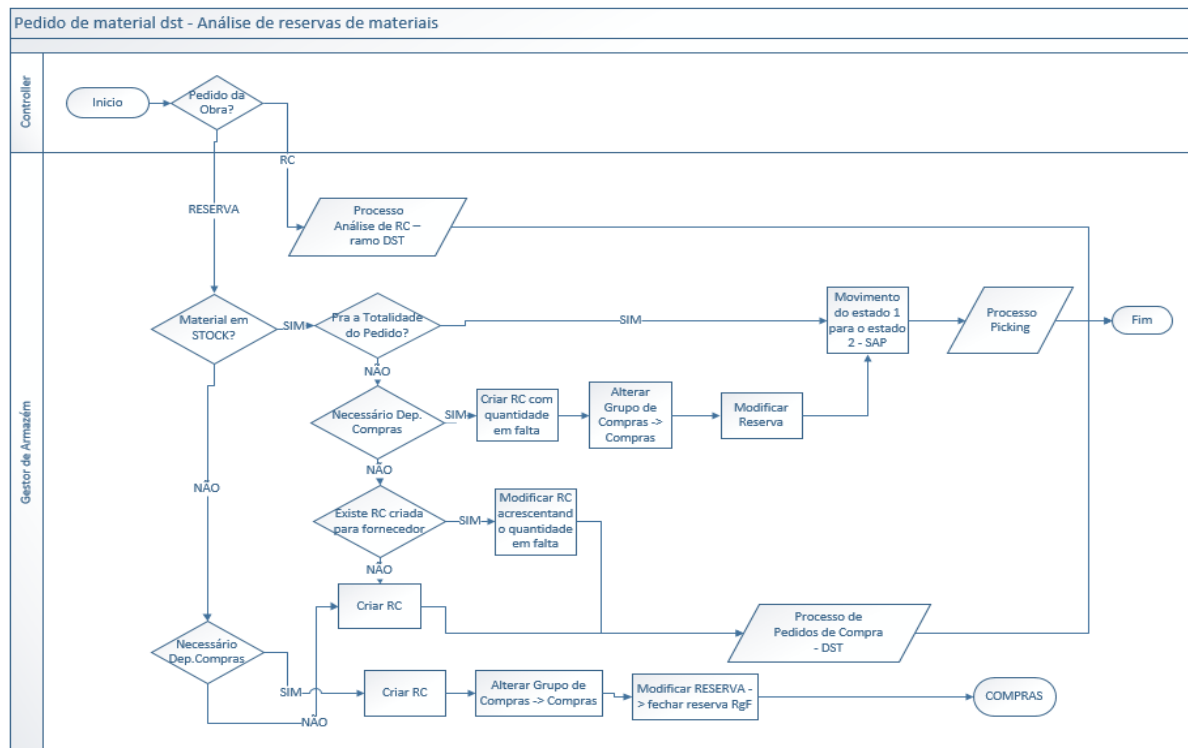 Pedido de material dst - Análise de reservas de materiais
Controller
Inicio
Pedido da
Obra?
RC
RESERVA
Gestor de Armazém
Processo
Análise de RC –
ramo DST
Material em
STOCK?
SIM
Pra a Totalidade
do Pedido?
SIM
Movimento
do estado 1
para o estado
2 - SAP
Processo
Picking
Fim
NÃO
Necessário Dep.
Compras
SIM
Criar RC com
quantidade
em falta
Alterar
Grupo de
Compras ->
Compras
Modificar
Reserva
NÃO
NÃO
Existe RC criada
para fornecedor
SIM
Modificar RC
acrescentand
o quantidade
em falta
NÃO
Criar RC
Processo de
Pedidos de Compra
- DST
Necessário
Dep.Compras
SIM
NÃO
Criar RC
Alterar Grupo de
Compras -> Compras
Modificar RESERVA -
> fechar reserva RgF
COMPRAS